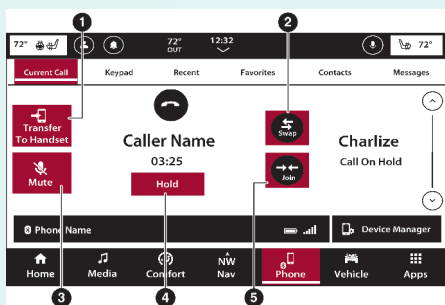 1
2
72°
72°
OUT
12:32
72°
Current Call
Keypad
Recent
Favorites
Contacts
Messages
Transfer
To Handset
Mute
Caller Name
03:25
Hold
Swap
Join
Charlize
Call On Hold
Phone Name
Device Manager
Home
Media
Comfort
NW
Nav
Phone
Vehicle
Apps
3
4
5